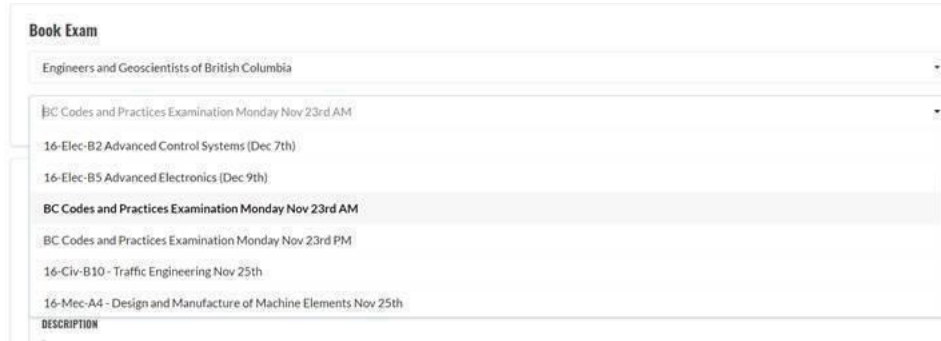 Book Exam
Engineers and Geoscientists of British Columbia
BC Codes and Practices Examination Monday Nov 23rd AM
16-Elec-B2 Advanced Control Systems (Dec 7th)
16-Elec-B5 Advanced Electronics (Dec 9th)
BC Codes and Practices Examination Monday Nov 23rd AM
BC Codes and Practices Examination Monday Nov 23rd PM
16-Civ-B10 - Traffic Engineering Nov 25th
16-Mec-A4 - Design and Manufacture of Machine Elements Nov 25th
DESCRIPTION